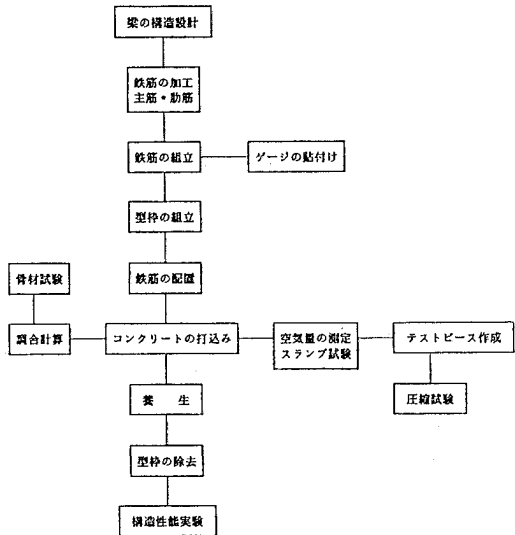 梁の構造設計
鉄筋の加工
主筋・肋筋
鉄筋の組立
ゲージの貼付け
型枠の組立
鉄筋の配置
骨材試験
調合計算
コンクリートの打込み
空気量の測定
スランプ試験
テストピース作成
圧縮試験
養　生
型枠の除去
構造性能実験